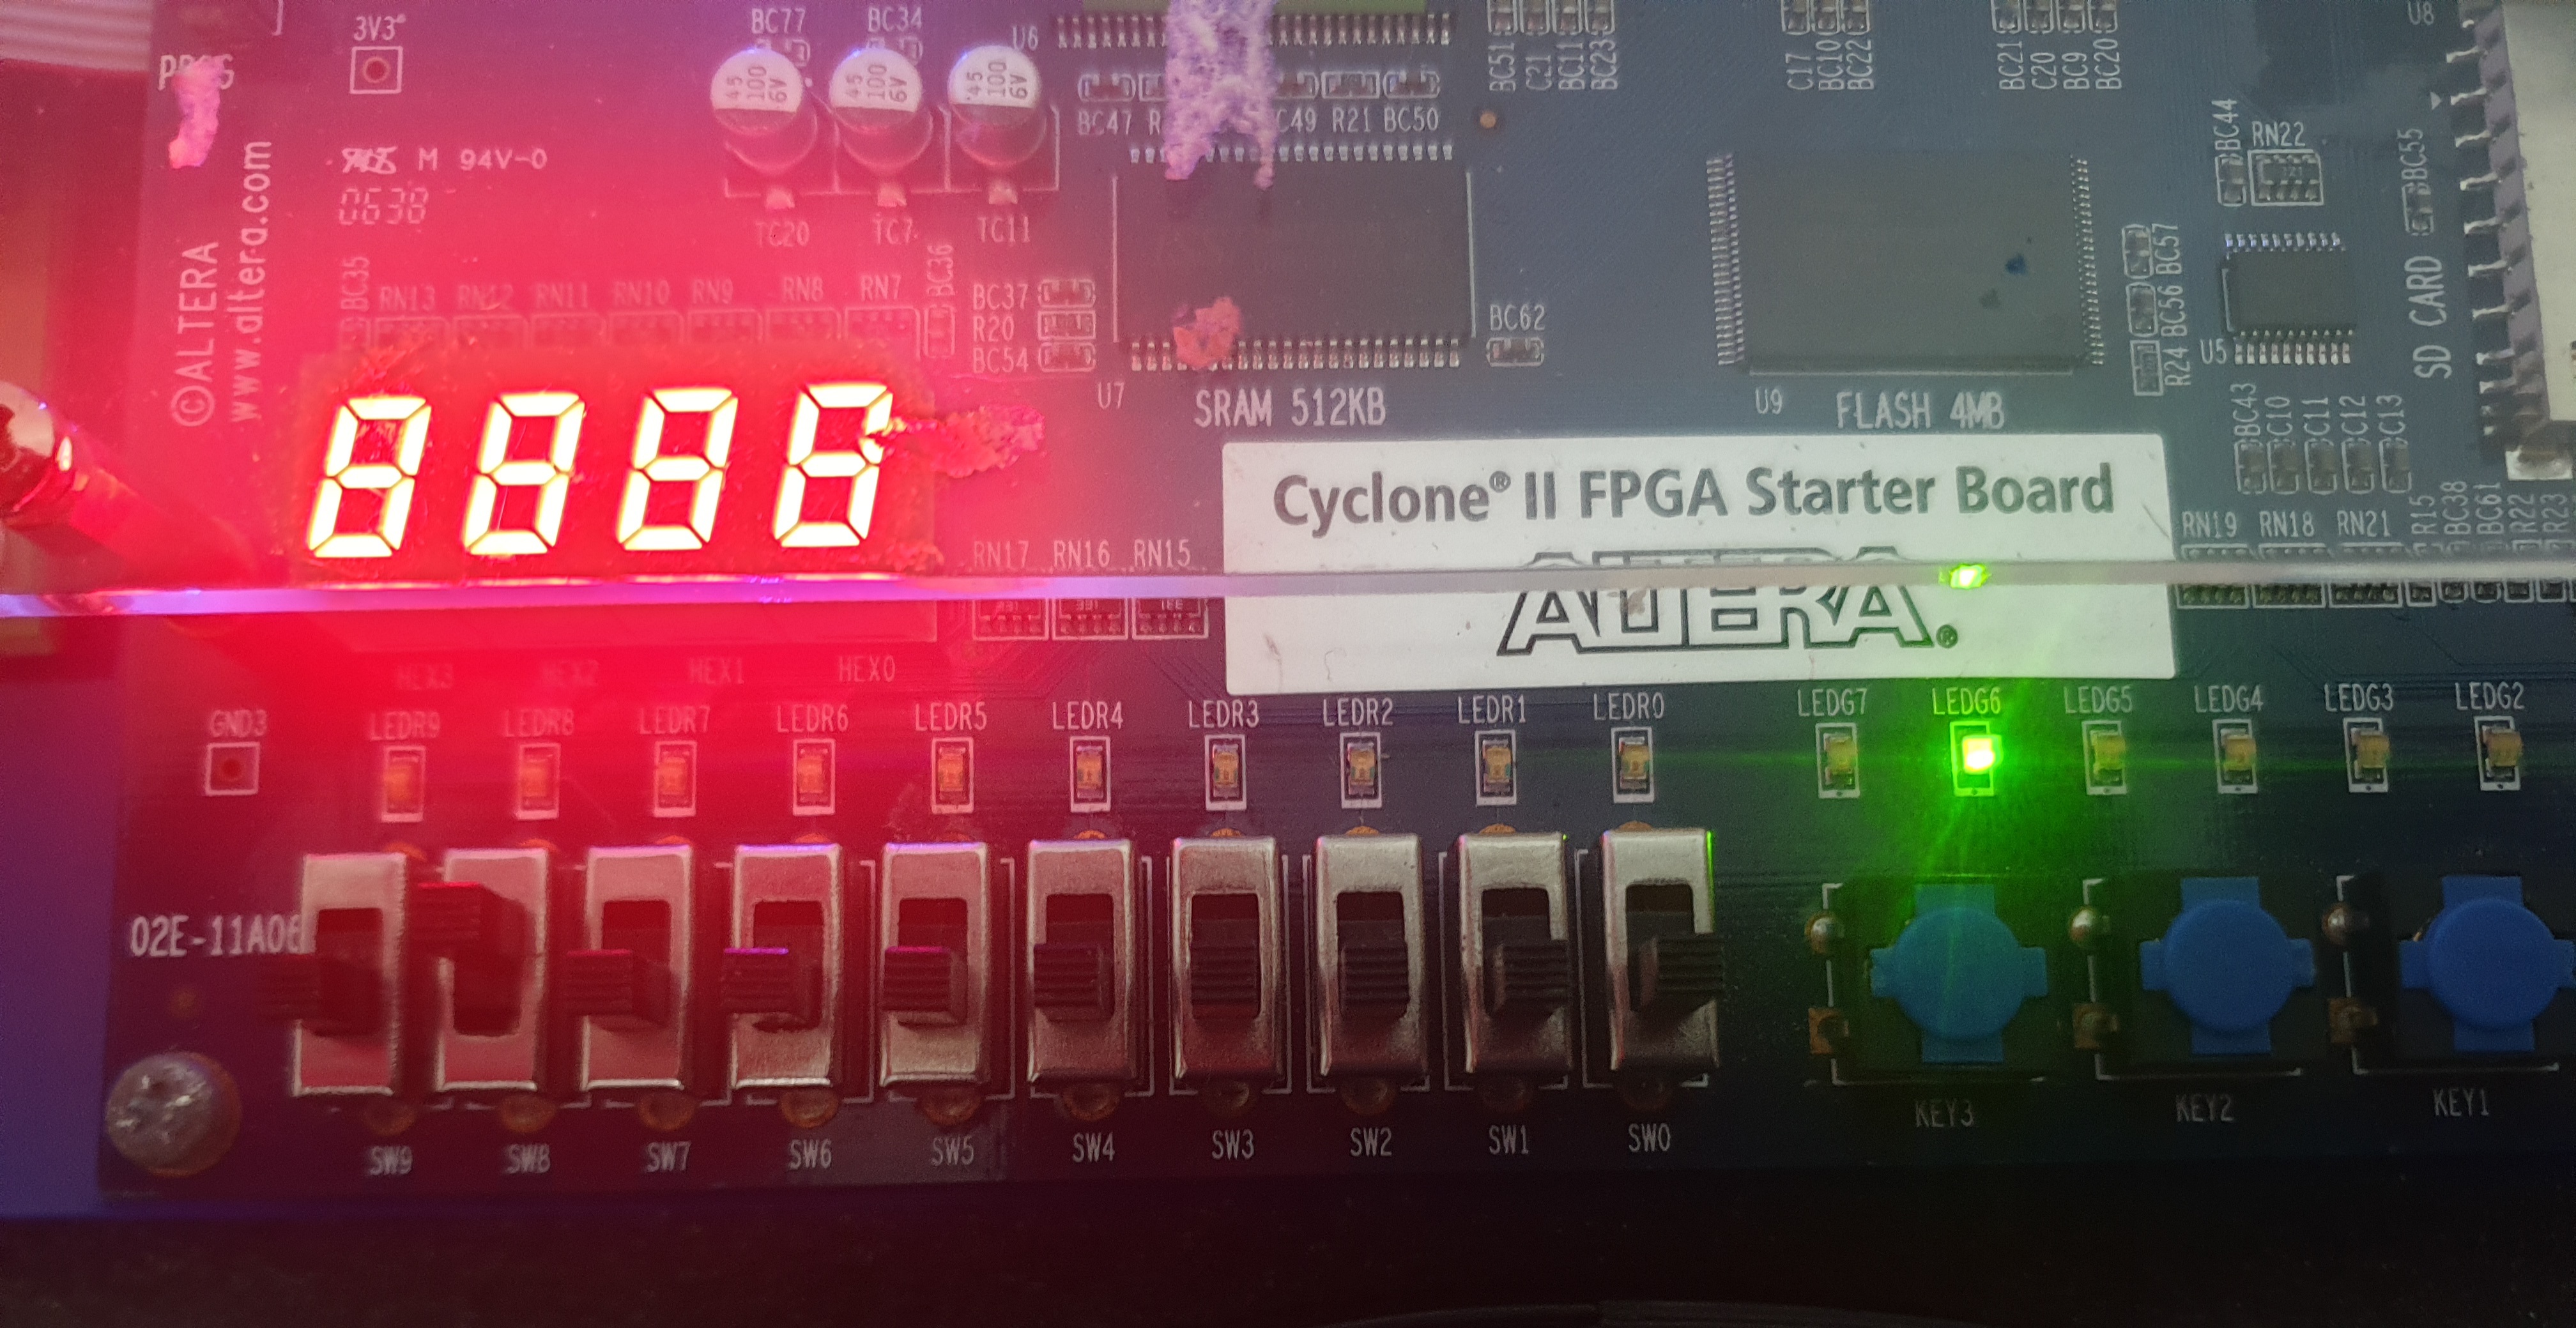 3V3
BC77
BC34
U6
U8
45
100
6V
45
100
6V
45
100
6V
BC51
C21
BC11
BC23
C17
BC10
BC22
BC21
C20
BC9
BC20
BC47
C49 R21 BC50
M 94V-0
0638
©ALTERA
www.altera.com
TC20
TC7
TC11
BC44
RN22
BC55
BC35
RN13 RN12 RN11 RN10 RN9 RN8 RN7
BC36
BC37
R20
BC54
U7
BC62
SRAM 512KB
U9
FLASH 4MB
R24 BC56 BC57
U5
SD CARD
BC43
C10
C11
C12
C13
Cyclone® II FPGA Starter Board
ALTERA®
RN17 RN16 RN15
RN19 RN18 RN21
R15
BC38
BC61
R22
R23
8888
HEX3 HEX2 HEX1 HEX0
GND3
LEDR9 LEDR8 LEDR7 LEDR6 LEDR5 LEDR4 LEDR3 LEDR2 LEDR1 LEDR0 LEDG7 LEDG6 LEDG5 LEDG4 LEDG3 LEDG2
02E-11A06
SW9 SW8 SW7 SW6 SW5 SW4 SW3 SW2 SW1 SW0
KEY3 KEY2 KEY1